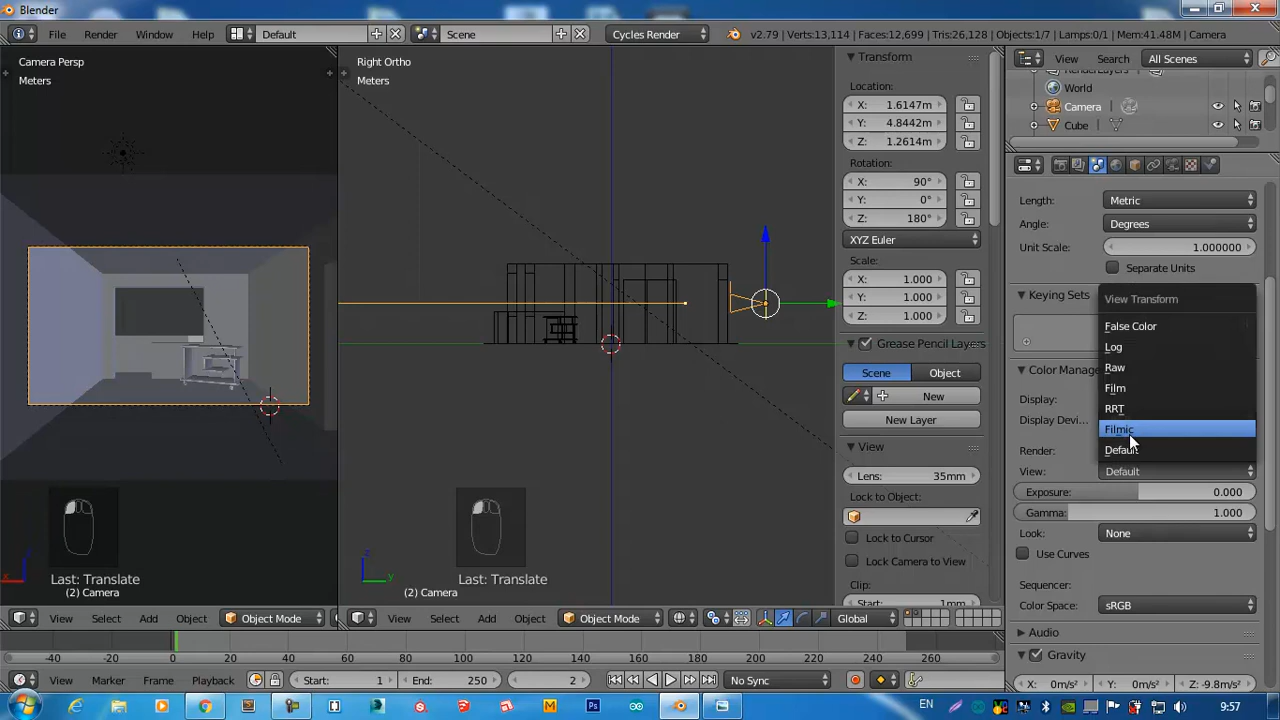 Blender
File Render Window Help Default Scene Cycles Render v2.79 | Verts:13,114 | Faces:12,699 | Tris:26,128 | Objects:1/7 | Lamps:0/1 | Mem:41.48M | Camera
Camera Persp
Meters
Right Ortho
Meters
Last: Translate
(2) Camera
Last: Translate
(2) Camera
Transform
Location:
X: 1.6147m
Y: 4.8442m
Z: 1.2614m
Rotation:
X: 90°
Y: 0°
Z: 180°
XYZ Euler
Scale:
X: 1.000
Y: 1.000
Z: 1.000
Grease Pencil Layers
Scene Object
New
New Layer
View
Lens: 35mm
Lock to Object:
Lock to Cursor
Lock Camera to View
Clip:
Start: 1mm
View Search All Scenes
RenderLayers
World
Camera
Cube
Length: Metric
Angle: Degrees
Unit Scale: 1.000000
Separate Units
Keying Sets
View Transform
False Color
Log
Raw
Film
RRT
Filmic
Default
Color Manage
Display:
Display Devi...
Render:
View: Default
Exposure: 0.000
Gamma: 1.000
Look: None
Use Curves
Sequencer:
Color Space: sRGB
Audio
Gravity
X: 0m/s² Y: 0m/s² Z: -9.8m/s²
View Select Add Object Object Mode
View Select Add Object Object Mode Global
-40 -20 0 20 40 60 80 100 120 140 160 180 200 220 240 260
View Marker Frame Playback Start: 1 End: 250 2 No Sync
EN 9:57